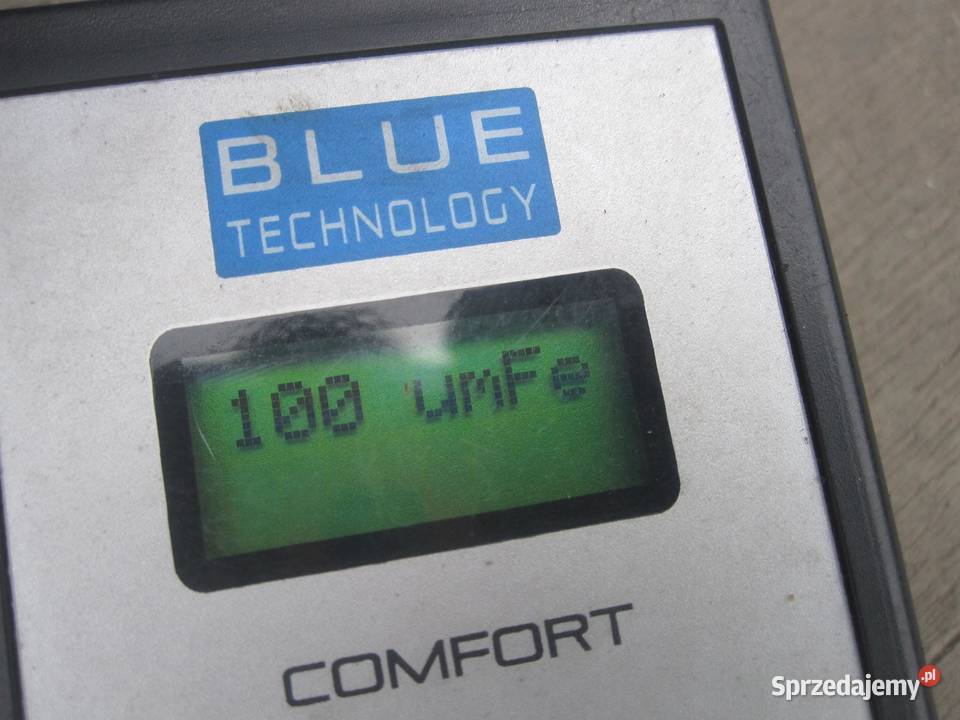 BLUE
TECHNOLOGY
100 umFe
COMFORT
Sprzedajemy.pl